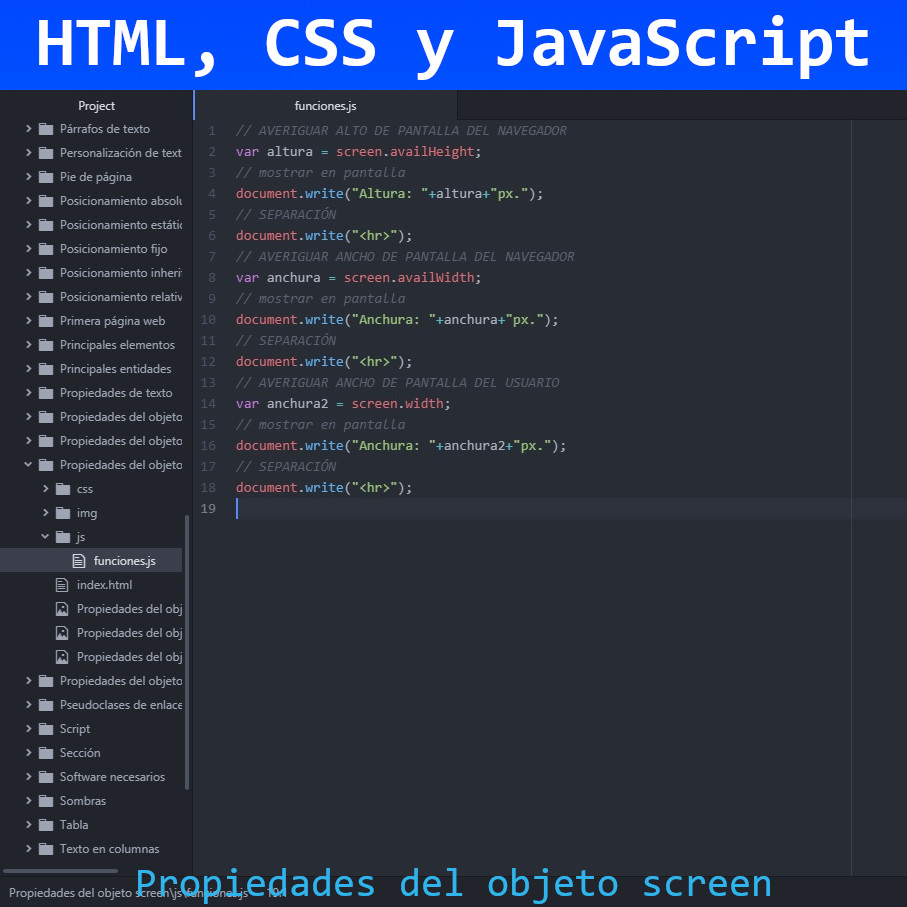 HTML, CSS y JavaScript
Project
Párrafos de texto
Personalización de text
Pie de página
Posicionamiento absolu
Posicionamiento estátic
Posicionamiento fijo
Posicionamiento inherit
Posicionamiento relativ
Primera página web
Principales elementos
Principales entidades
Propiedades de texto
Propiedades del objeto
Propiedades del objeto
Propiedades del objeto
css
img
js
funciones.js
index.html
Propiedades del obj
Propiedades del obj
Propiedades del obj
Propiedades del objeto
Pseudoclases de enlace
Script
Sección
Software necesarios
Sombras
Tabla
Texto en columnas
funciones.js
1 // AVERIGUAR ALTO DE PANTALLA DEL NAVEGADOR
2 var altura = screen.availHeight;
3 // mostrar en pantalla
4 document.write("Altura: "+altura+"px.");
5 // SEPARACIÓN
6 document.write("<hr>");
7 // AVERIGUAR ANCHO DE PANTALLA DEL NAVEGADOR
8 var anchura = screen.availWidth;
9 // mostrar en pantalla
10 document.write("Anchura: "+anchura+"px.");
11 // SEPARACIÓN
12 document.write("<hr>");
13 // AVERIGUAR ANCHO DE PANTALLA DEL USUARIO
14 var anchura2 = screen.width;
15 // mostrar en pantalla
16 document.write("Anchura: "+anchura2+"px.");
17 // SEPARACIÓN
18 document.write("<hr>");
19
Propiedades del objeto screen\js\funciones.js
Propiedades del objeto screen